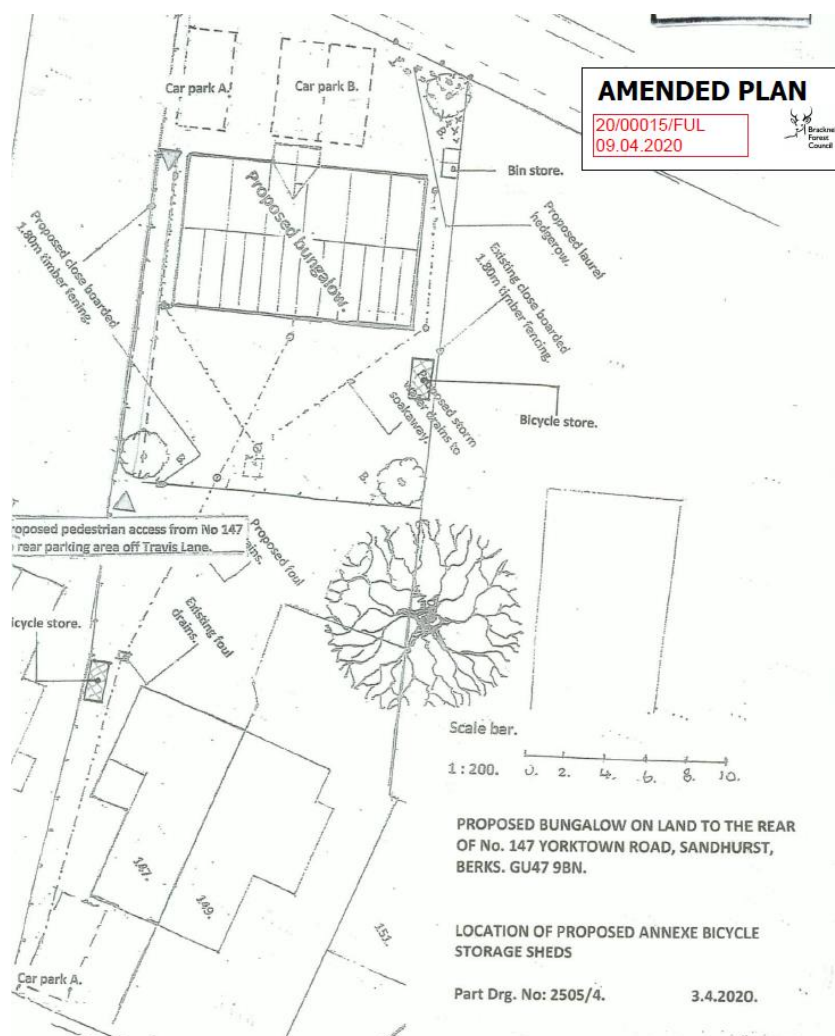 Car park A.
Car park B.
AMENDED PLAN
20/00015/FUL
09.04.2020
Bracknell
Forest
Council
B.
Bin store.
Proposed bungalow.
Proposed laurel
hedgerow.
Proposed close boarded
1.80m timber fening.
Existing close boarded
1.80m timber fencing.
Proposed storm
water drains to
soakaway.
Bicycle store.
B.
B.
roposed pedestrian access from No 147
rear parking area off Travis Lane.
Proposed foul
rains.
icycle store.
Existing foul
drains.
Scale bar.
1 : 200. 0. 2. 4. 6. 8. 10.
PROPOSED BUNGALOW ON LAND TO THE REAR
OF No. 147 YORKTOWN ROAD, SANDHURST,
BERKS. GU47 9BN.
147.
149.
151.
LOCATION OF PROPOSED ANNEXE BICYCLE
STORAGE SHEDS
Car park A.
Part Drg. No: 2505/4. 3.4.2020.